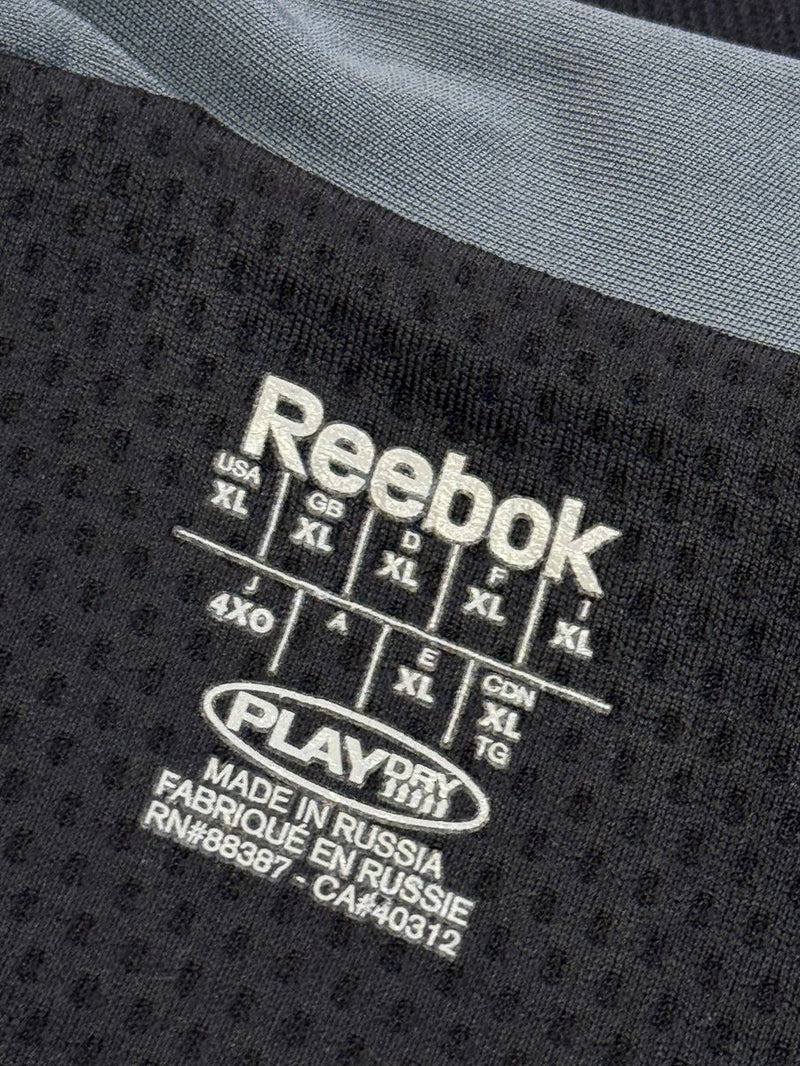 Reebok
USA GB D F I
XL XL XL XL XL
J A E CDN
4XO XL XL
TG
PLAYDRY
MADE IN RUSSIA
FABRIQUÉ EN RUSSIE
RN#88387 - CA#40312